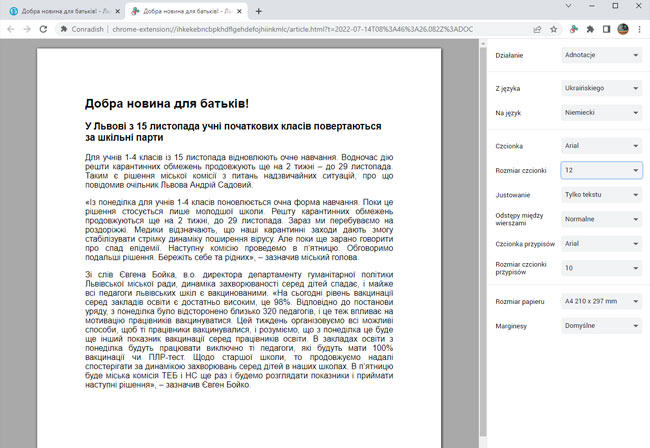 Добра новина для батьків! - Льв
Добра новина для батьків! - Льв
Conradish | chrome-extension://ihkekebncbpkhdflgehdefojhiinkmlc/article.html?t=2022-07-14T08%3A46%3A26.082Z%3ADOC
Добра новина для батьків!
У Львові з 15 листопада учні початкових класів повертаються
за шкільні парти
Для учнів 1-4 класів із 15 листопада відновлюють очне навчання. Водночас дію
решти карантинних обмежень продовжують ще на 2 тижні – до 29 листопада.
Таким є рішення міської комісії з питань надзвичайних ситуацій, про що
повідомив очільник Львова Андрій Садовий.
«Із понеділка для учнів 1-4 класів поновлюється очна форма навчання. Поки це
рішення стосується лише молодшої школи. Решту карантинних обмежень
продовжуються ще на 2 тижні, до 29 листопада. Зараз ми перебуваємо на
роздоріжжі. Медики відзначають, що наші карантинні заходи дають змогу
стабілізувати стрімку динаміку поширення вірусу. Але поки ще зарано говорити
про спад епідемії. Наступну комісію проведемо в п'ятницю. Обговоримо
подальші рішення. Бережіть себе та рідних», – зазначив міський голова.
Зі слів Євгена Бойка, в.о. директора департаменту гуманітарної політики
Львівської міської ради, динаміка захворюваності серед дітей спадає, і майже
всі педагоги львівських шкіл є вакцинованими. «На сьогодні рівень вакцинації
серед закладів освіти є достатньо високим, це 98%. Відповідно до постанови
уряду, з понеділка було відсторонено близько 320 педагогів, і це теж впливає на
мотивацію працівників вакцинуватися. Цей тиждень організовуємо всі можливі
способи, щоб ті працівники вакцинувалися, і розуміємо, що з понеділка це буде
ще інший показник вакцинації серед працівників освіти. В закладах освіти з
понеділка будуть працювати виключно ті педагоги, які будуть мати 100%
вакцинації чи ПЛР-тест. Щодо старшої школи, то продовжуємо надалі
спостерігати за динамікою захворювань серед дітей в наших школах. В п'ятницю
буде міська комісія ТЕБ і НС ще раз і будемо розглядати показники і приймати
наступні рішення», – зазначив Євген Бойко.
Działanie Adnotacje
Z języka Ukraińskiego
Na język Niemiecki
Czcionka Arial
Rozmiar czcionki 12
Justowanie Tylko tekstu
Odstępy między
wierszami Normalne
Czcionka przypisów Arial
Rozmiar czcionki
przypisów 10
Rozmiar papieru A4 210 x 297 mm
Marginesy Domyślne